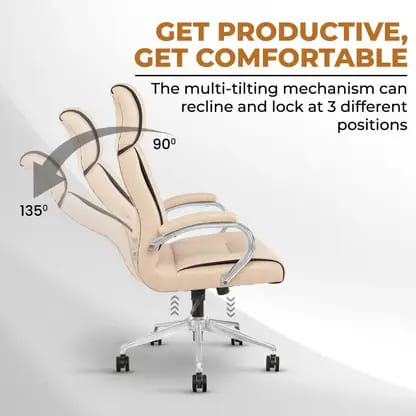 GET PRODUCTIVE,
GET COMFORTABLE
The multi-tilting mechanism can
recline and lock at 3 different
positions
90⁰
135⁰